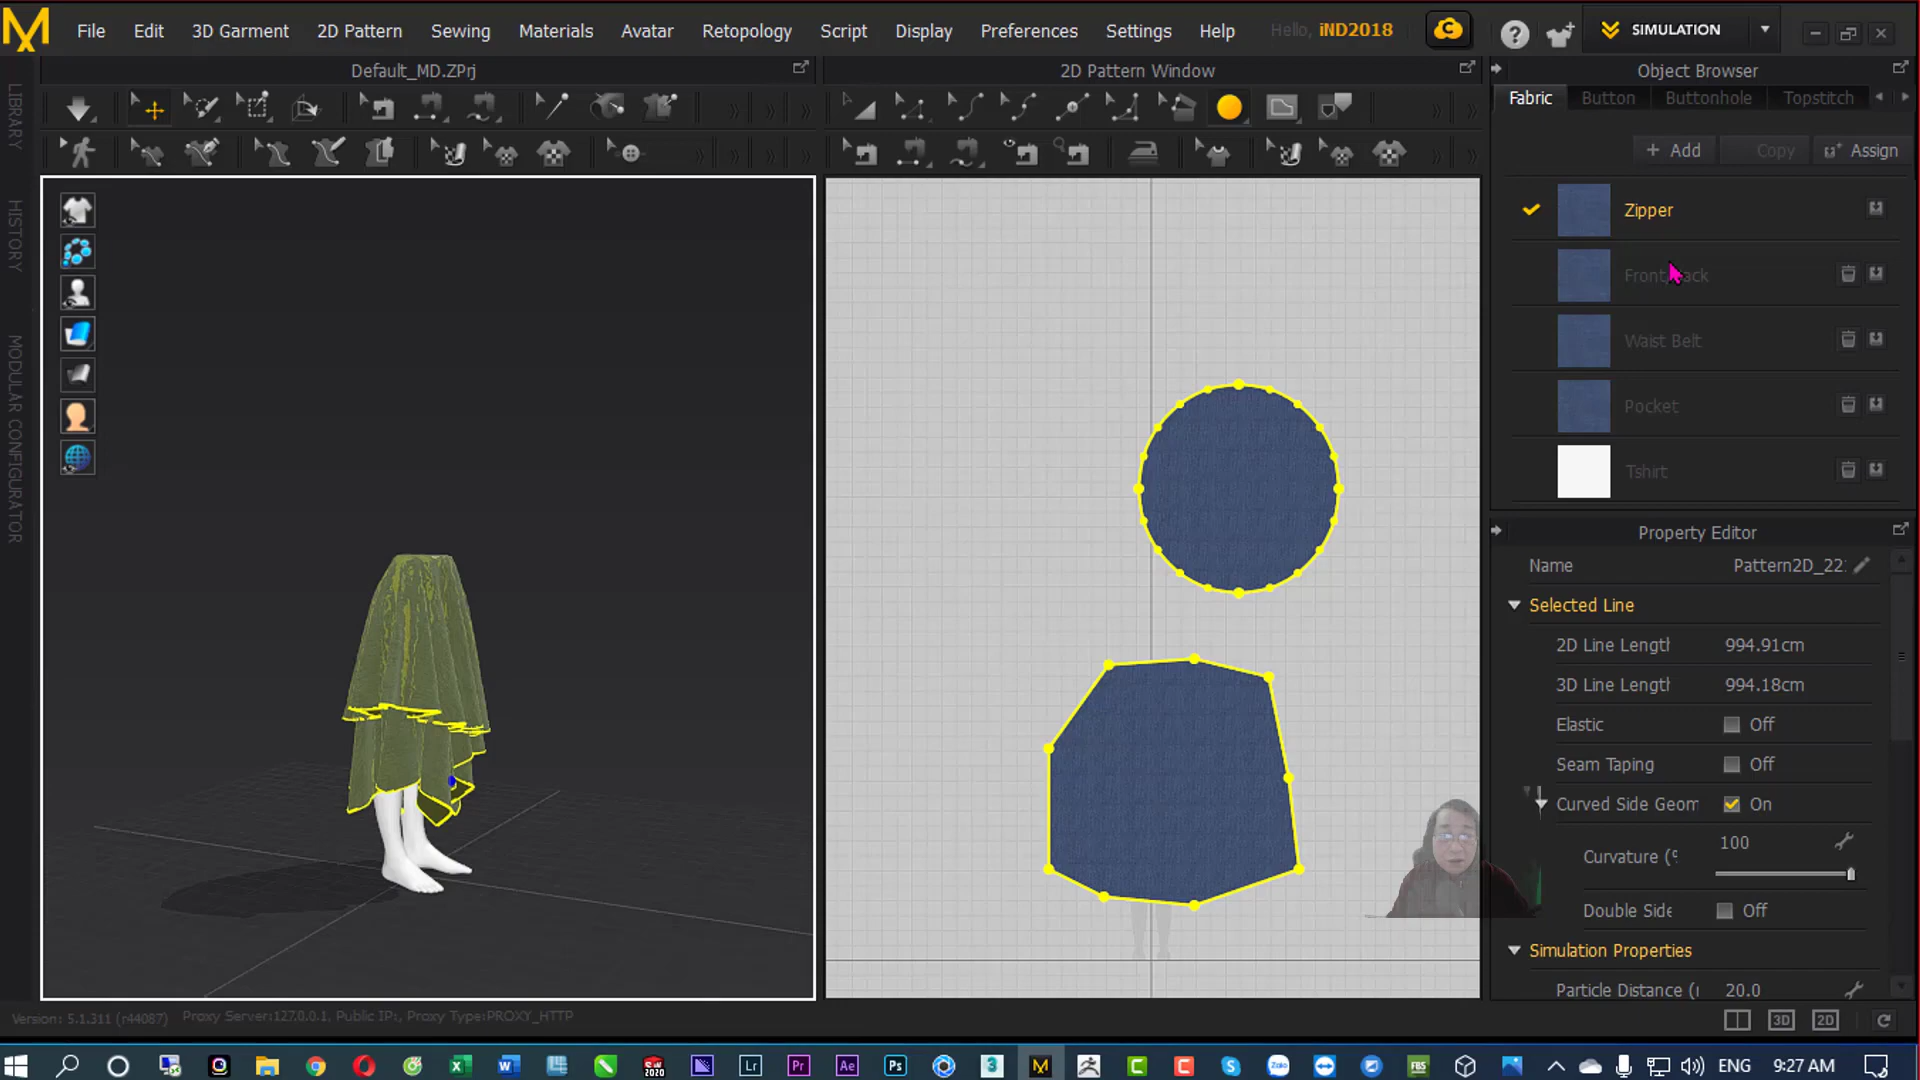 File Edit 3D Garment 2D Pattern Sewing Materials Avatar Retopology Script Display Preferences Settings Help Hello, iND2018 SIMULATION
Default_MD.ZPrj
2D Pattern Window
Object Browser
Fabric Button Buttonhole Topstitch
+ Add Copy Assign
Zipper
Waist Belt
Pocket
Tshirt
LIBRARY
HISTORY
MODULAR CONFIGURATOR
Property Editor
Name Pattern2D_22
Selected Line
2D Line Length 994.91cm
3D Line Length 994.18cm
Elastic Off
Seam Taping Off
Curved Side Geom On
Curvature (% 100
Double Side Off
Simulation Properties
Particle Distance (r 20.0
Version: 5.1.311 (r44087) Proxy Server:127.0.0.1, Public IP:, Proxy Type:PROXY_HTTP
3D 2D
ENG 9:27 AM